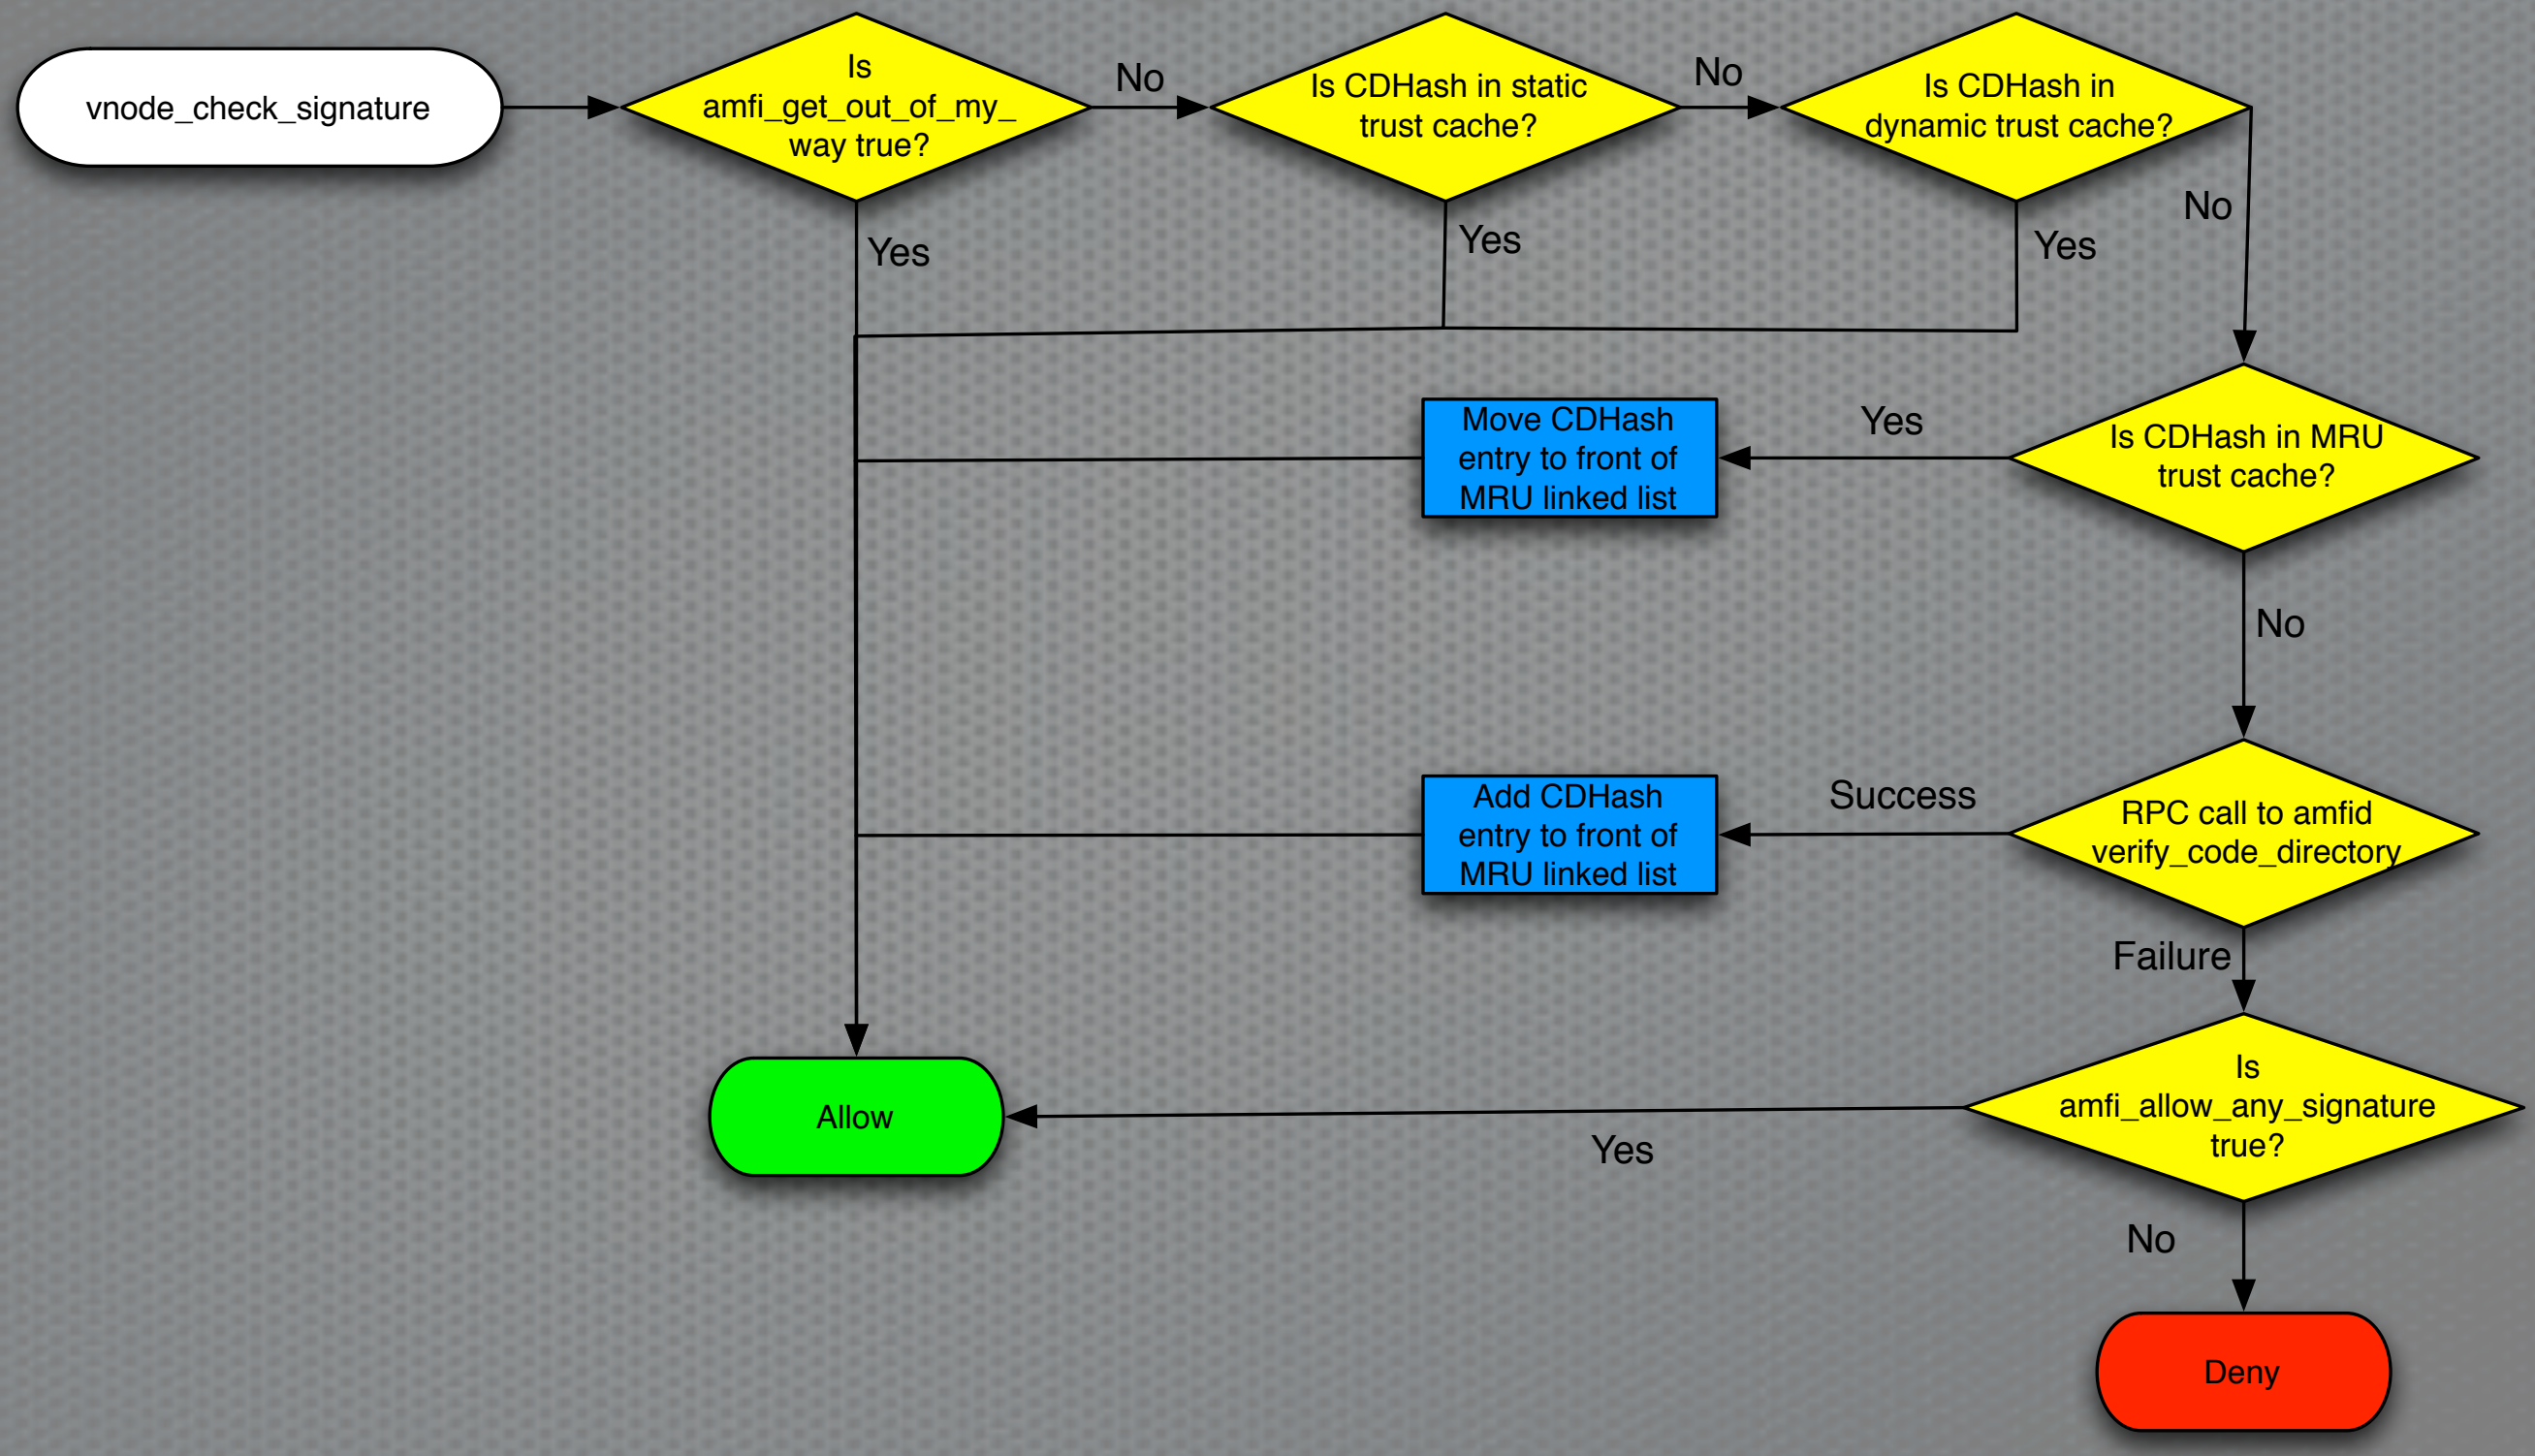 vnode_check_signature
Is
amfi_get_out_of_my_
way true?
No
Is CDHash in static
trust cache?
No
Is CDHash in
dynamic trust cache?
Yes
Yes
Yes
No
Move CDHash
entry to front of
MRU linked list
Yes
Is CDHash in MRU
trust cache?
No
Add CDHash
entry to front of
MRU linked list
Success
RPC call to amfid
verify_code_directory
Failure
Allow
Yes
Is
amfi_allow_any_signature
true?
No
Deny